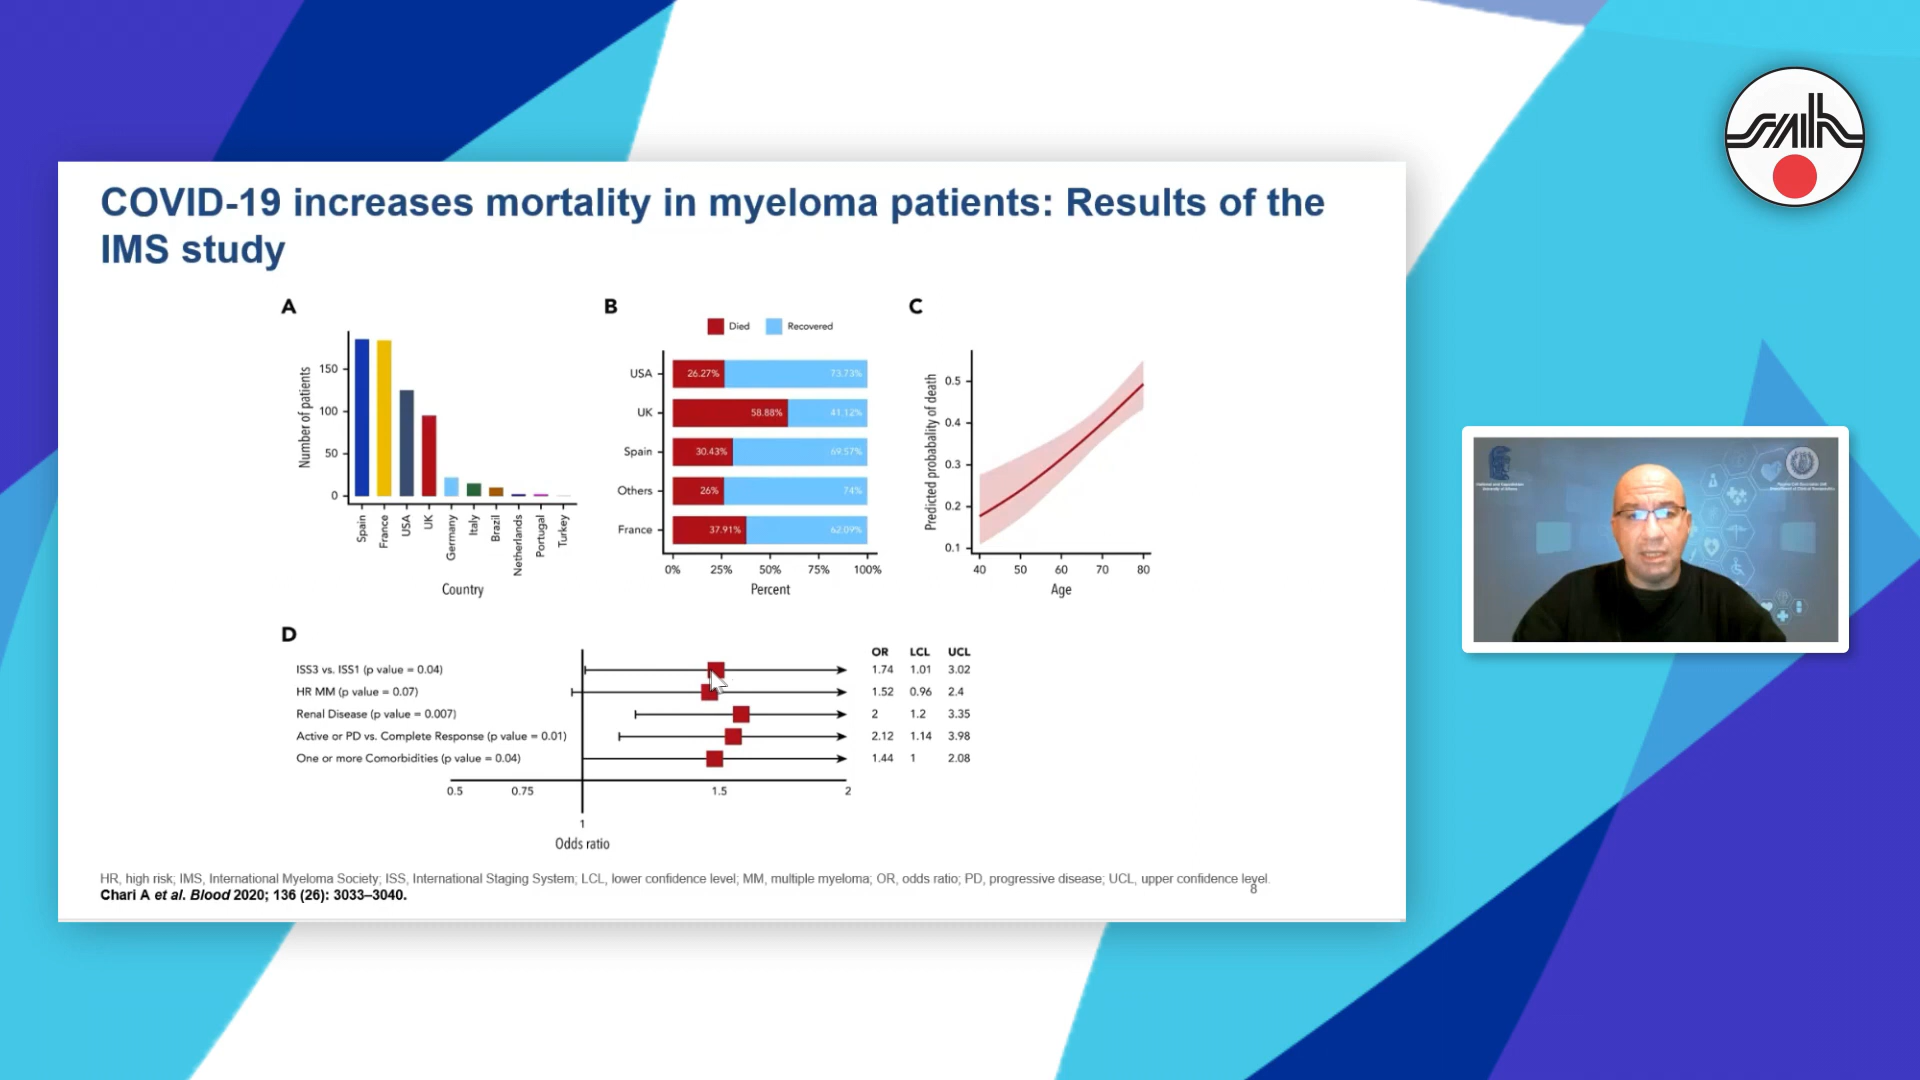 COVID-19 increases mortality in myeloma patients: Results of the
IMS study
A
Number of patients
150
100
50
0
Spain
France
USA
UK
Germany
Italy
Brazil
Netherlands
Portugal
Turkey
Country
B
Died
Recovered
USA
26.27%
73.73%
UK
58.88%
41.12%
Spain
30.43%
69.57%
Others
26%
74%
France
37.91%
62.09%
0%
25%
50%
75%
100%
Percent
C
Predicted probabality of death
0.5
0.4
0.3
0.2
0.1
40
50
60
70
80
Age
D
OR LCL UCL
ISS3 vs. ISS1 (p value = 0.04) 1.74 1.01 3.02
HR MM (p value = 0.07) 1.52 0.96 2.4
Renal Disease (p value = 0.007) 2 1.2 3.35
Active or PD vs. Complete Response (p value = 0.01) 2.12 1.14 3.98
One or more Comorbidities (p value = 0.04) 1.44 1 2.08
0.5 0.75 1.5 2
1
Odds ratio
HR, high risk; IMS, International Myeloma Society; ISS, International Staging System; LCL, lower confidence level; MM, multiple myeloma; OR, odds ratio; PD, progressive disease; UCL, upper confidence level.
8
Chari A et al. Blood 2020; 136 (26): 3033–3040.